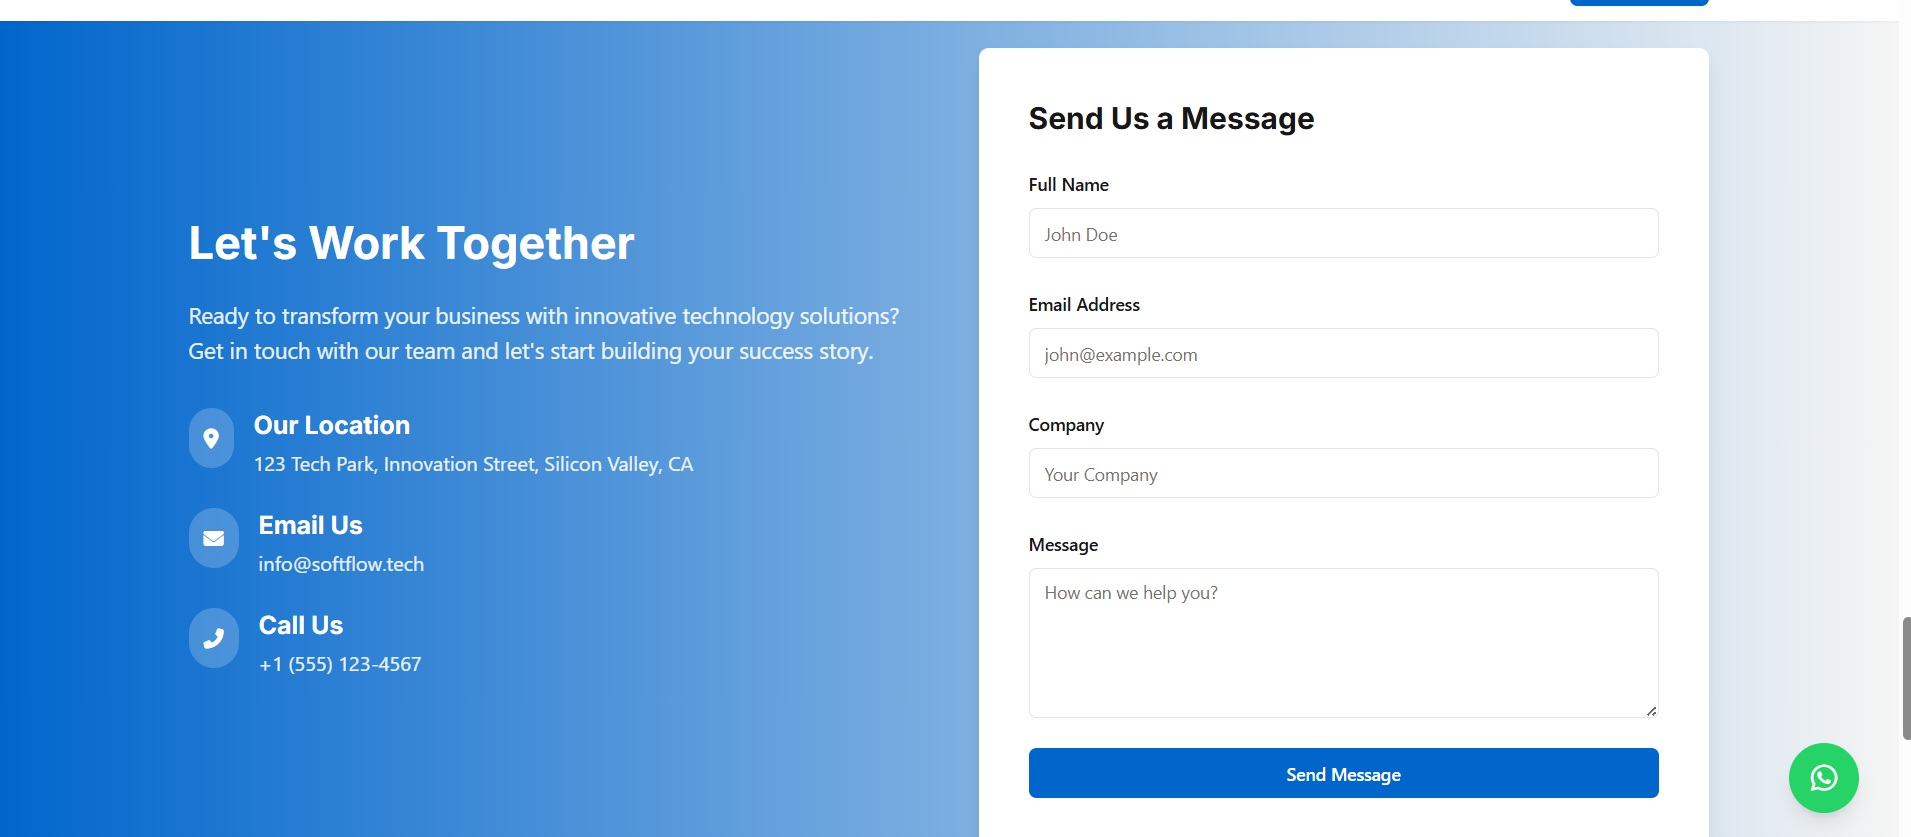 Let's Work Together
Ready to transform your business with innovative technology solutions?
Get in touch with our team and let's start building your success story.
Our Location
123 Tech Park, Innovation Street, Silicon Valley, CA
Email Us
info@softflow.tech
Call Us
+1 (555) 123-4567
Send Us a Message
Full Name
John Doe
Email Address
john@example.com
Company
Your Company
Message
How can we help you?
Send Message